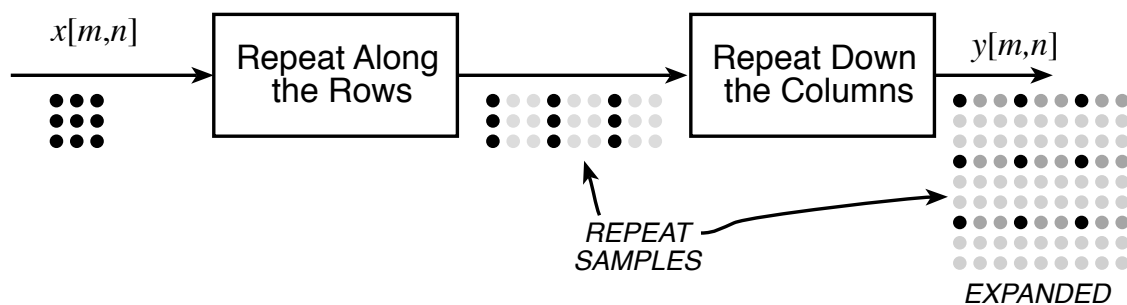 x[m,n]
Repeat Along
the Rows
Repeat Down
the Columns
y[m,n]
REPEAT
SAMPLES
EXPANDED